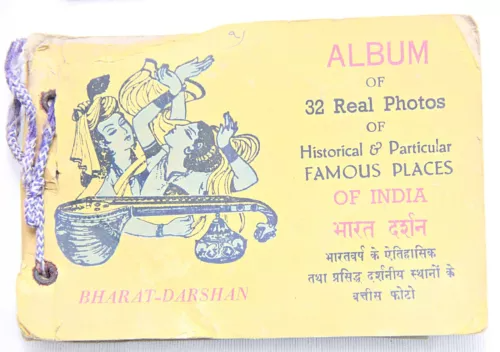 ALBUM
OF
32 Real Photos
OF
Historical & Particular
FAMOUS PLACES
OF INDIA
भारत दर्शन
भारतवर्ष के ऐतिहासिक
तथा प्रसिद्ध दर्शनीय स्थानों के
बत्तीस फोटो
BHARAT-DARSHAN